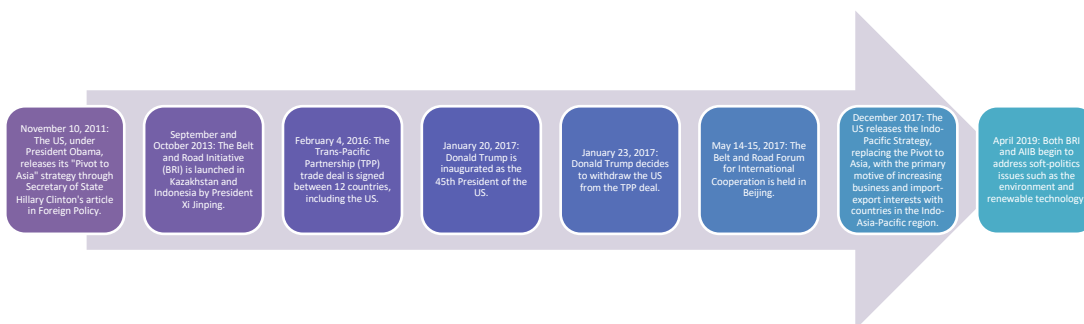 November 10, 2011:
The US, under
President Obama,
releases its "Pivot to
Asia" strategy through
Secretary of State
Hillary Clinton's article
in Foreign Policy.
September and
October 2013: The Belt
and Road Initiative
(BRI) is launched in
Kazakhstan and
Indonesia by President
Xi Jinping.
February 4, 2016: The
Trans-Pacific
Partnership (TPP)
trade deal is signed
between 12 countries,
including the US.
January 20, 2017:
Donald Trump is
inaugurated as the
45th President of the
US.
January 23, 2017:
Donald Trump decides
to withdraw the US
from the TPP deal.
May 14-15, 2017: The
Belt and Road Forum
for International
Cooperation is held in
Beijing.
December 2017: The
US releases the Indo-
Pacific Strategy,
replacing the Pivot to
Asia, with the primary
motive of increasing
business and import-
export interests with
countries in the Indo-
Asia-Pacific region.
April 2019: Both BRI
and AIIB begin to
address soft-politics
issues such as the
environment and
renewable technology